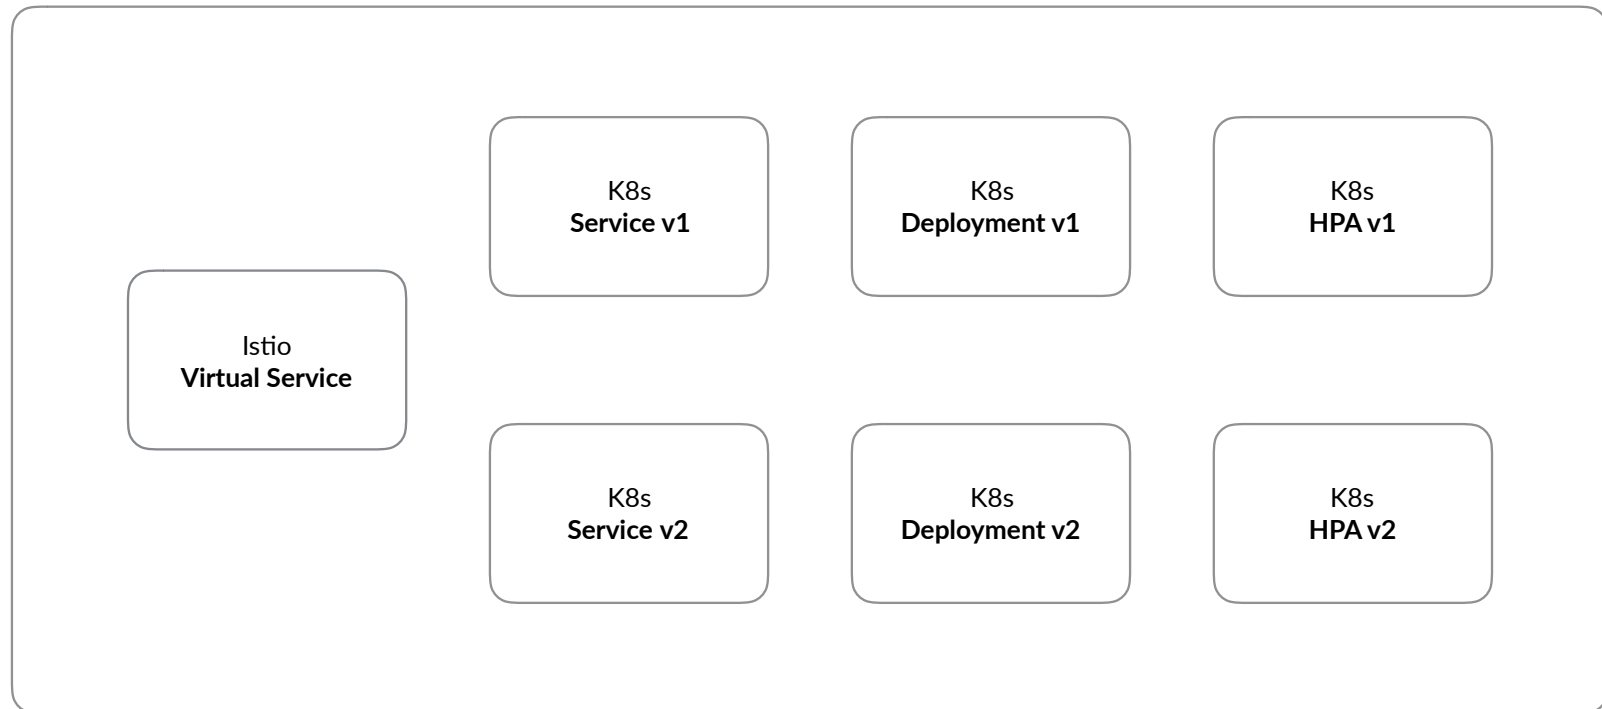 K8s
Service v1
K8s
Deployment v1
K8s
HPA v1
Istio
Virtual Service
K8s
Service v2
K8s
Deployment v2
K8s
HPA v2